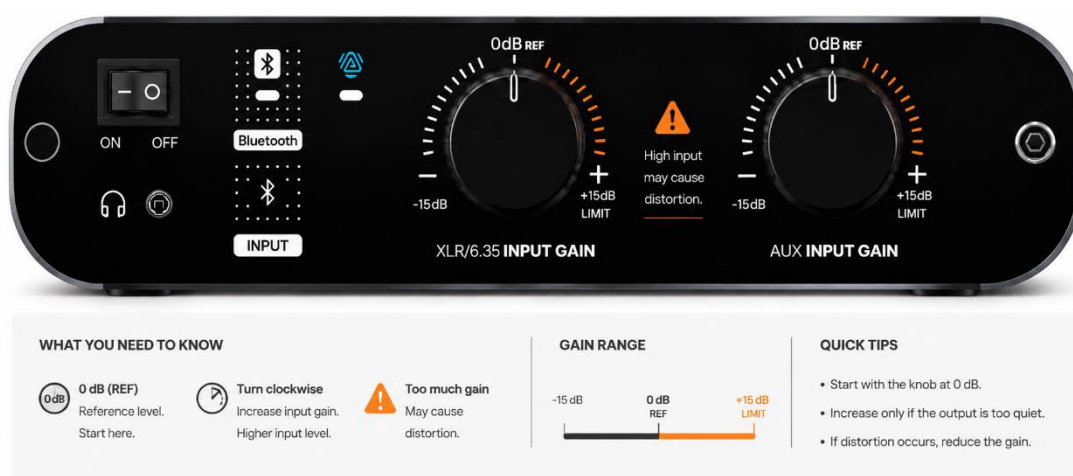 ON OFF
Bluetooth
INPUT
0dB REF
-15dB
+15dB
LIMIT
XLR/6.35 INPUT GAIN
High input
may cause
distortion.
0dB REF
-15dB
+15dB
LIMIT
AUX INPUT GAIN
WHAT YOU NEED TO KNOW
0dB
0 dB (REF)
Reference level.
Start here.
Turn clockwise
Increase input gain.
Higher input level.
Too much gain
May cause
distortion.
GAIN RANGE
-15 dB
0 dB
REF
+15 dB
LIMIT
QUICK TIPS
• Start with the knob at 0 dB.
• Increase only if the output is too quiet.
• If distortion occurs, reduce the gain.